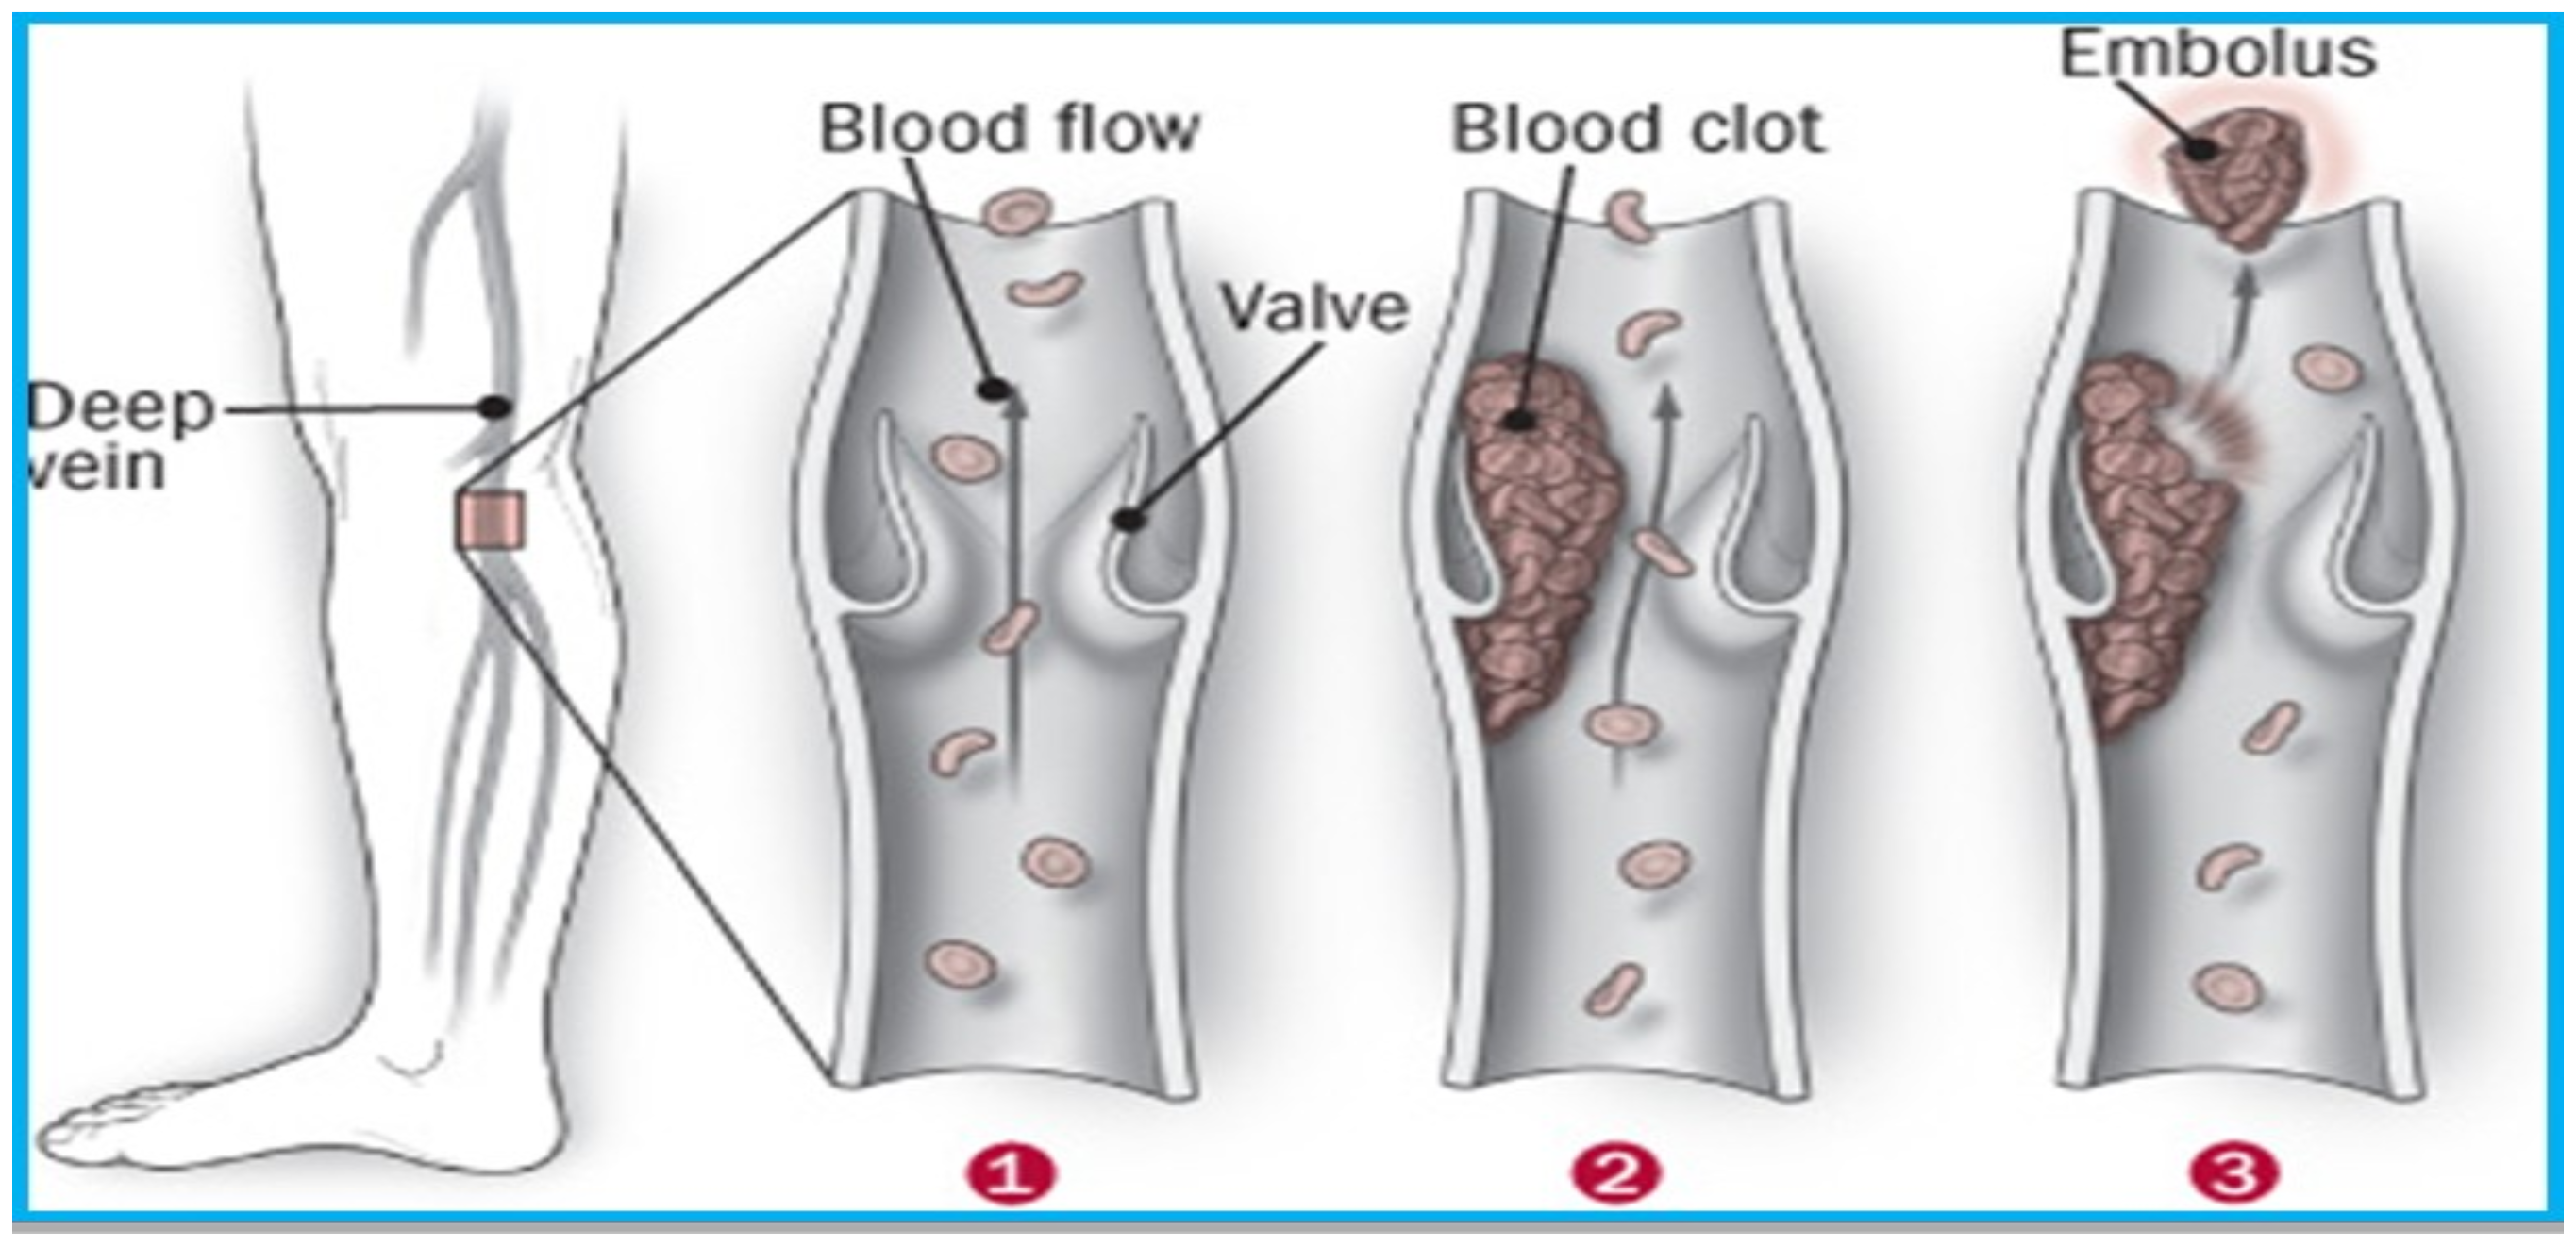 Embolus
Blood flow
Blood clot
Valve
Deep
vein
1
2
3